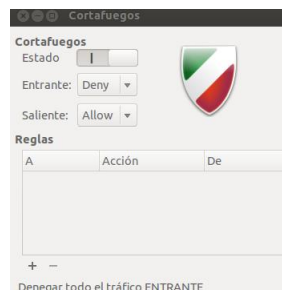 Cortafuegos
Cortafuegos
Estado
Entrante: Deny
Saliente: Allow
Reglas
A Acción De
+ −
Denegar todo el tráfico ENTRANTE